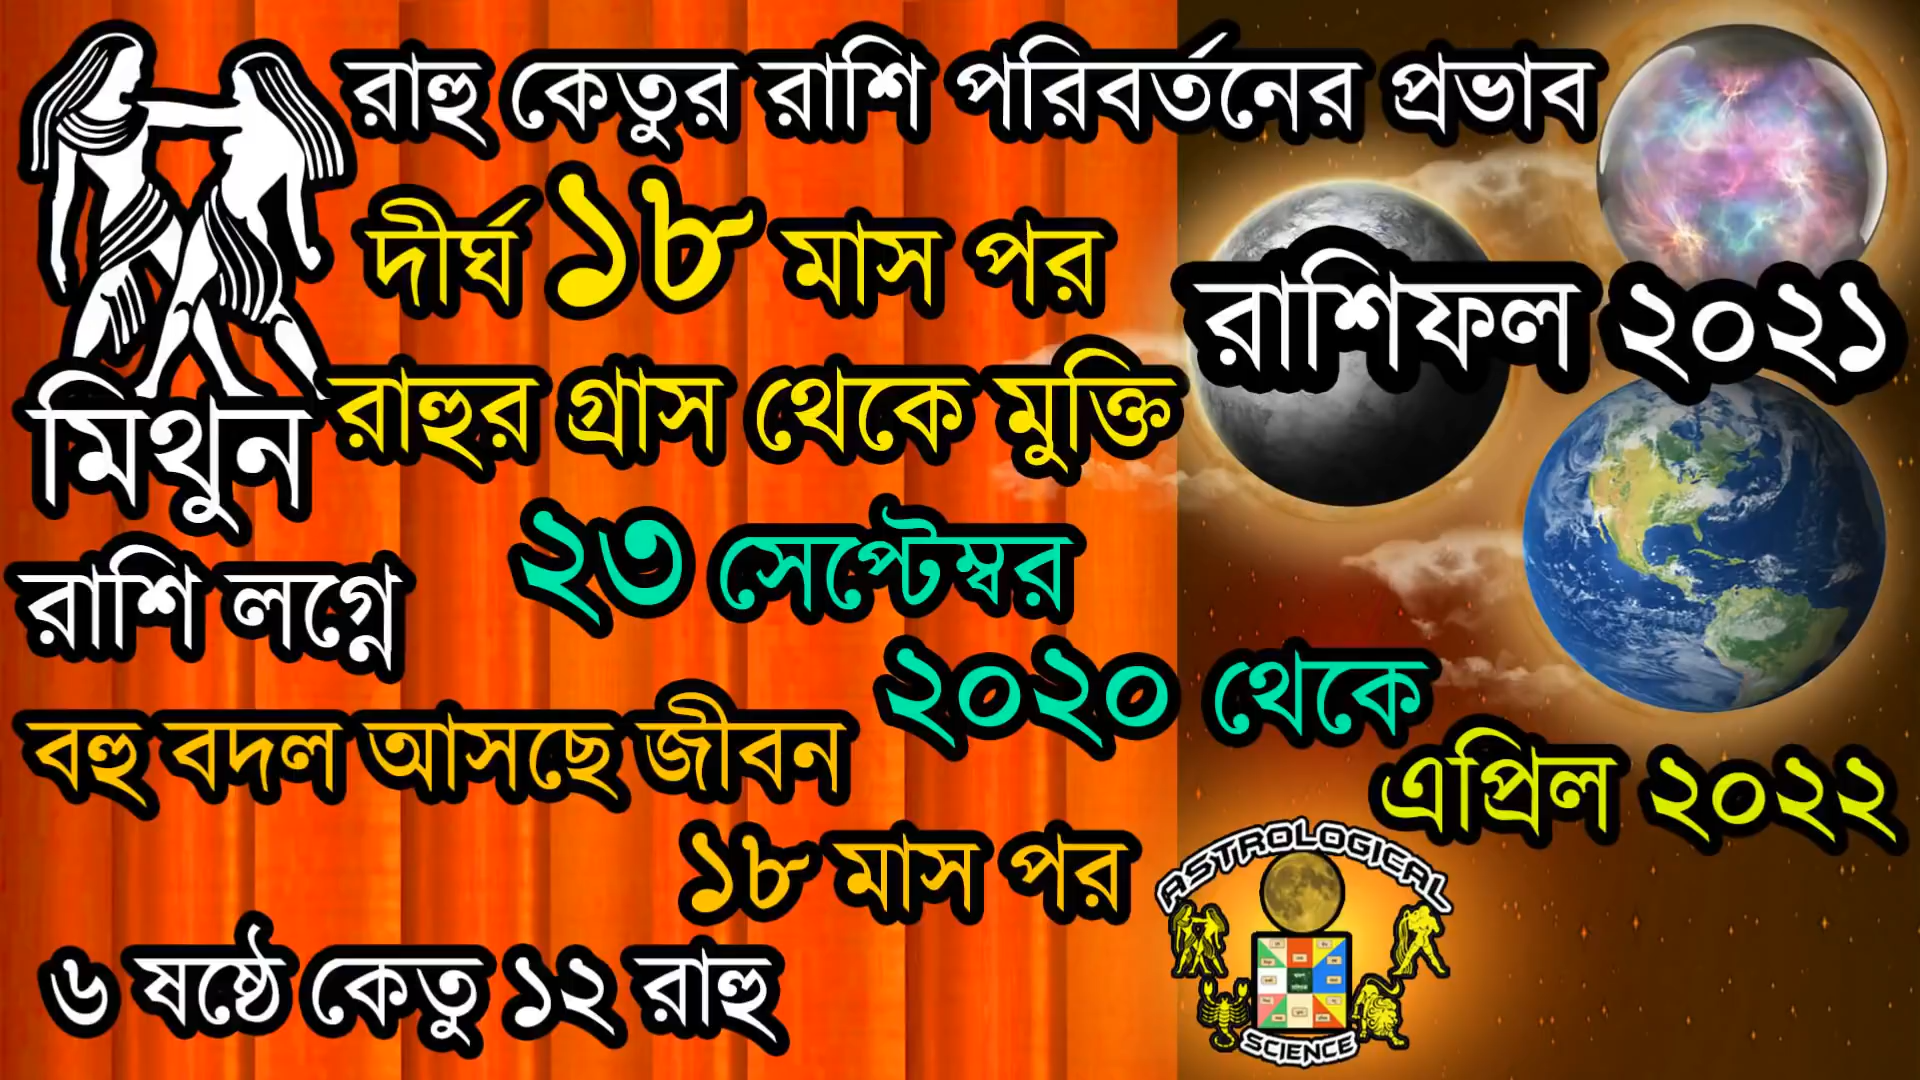 রাহু কেতুর রাশি পরিবর্তনের প্রভাব
দীর্ঘ ১৮ মাস পর
রাশিফল ২০২১
রাহুর গ্রাস থেকে মুক্তি
মিথুন
রাশি লগ্নে
২৩ সেপ্টেম্বর
২০২০ থেকে
এপ্রিল ২০২২
বহু বদল আসছে জীবন
১৮ মাস পর
৬ ষষ্ঠে কেতু ১২ রাহু
ASTROLOGICAL
SCIENCE